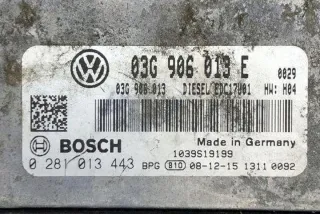 03G 906 013 E 0029
03G 906 013 DIESEL EDC17U01 HW: H04
BOSCH
Made in Germany
1039S19199
0 281 013 443 BPG B10 08-12-15 1311 0092